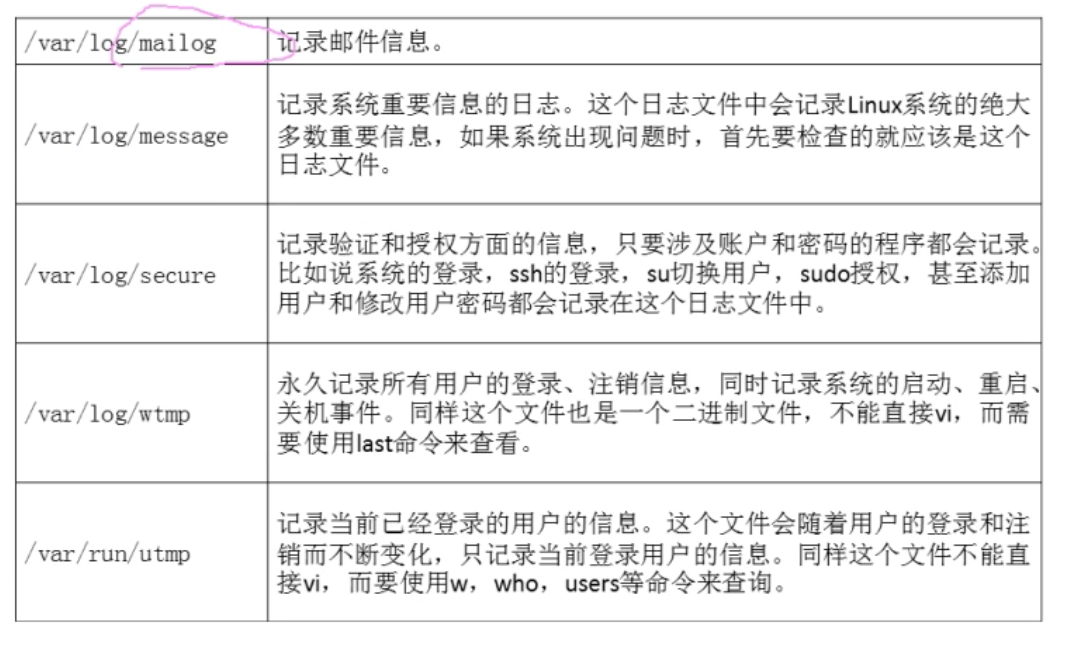 /var/log/mailog
记录邮件信息。
/var/log/message
记录系统重要信息的日志。这个日志文件中会记录Linux系统的绝大
多数重要信息，如果系统出现问题时，首先要检查的就应该是这个
日志文件。
/var/log/secure
记录验证和授权方面的信息，只要涉及账户和密码的程序都会记录。
比如说系统的登录，ssh的登录，su切换用户，sudo授权，甚至添加
用户和修改用户密码都会记录在这个日志文件中。
/var/log/wtmp
永久记录所有用户的登录、注销信息，同时记录系统的启动、重启、
关机事件。同样这个文件也是一个二进制文件，不能直接vi，而需
要使用last命令来查看。
/var/run/utmp
记录当前已经登录的用户的信息。这个文件会随着用户的登录和注
销而不断变化，只记录当前登录用户的信息。同样这个文件不能直
接vi，而要使用w，who，users等命令来查询。